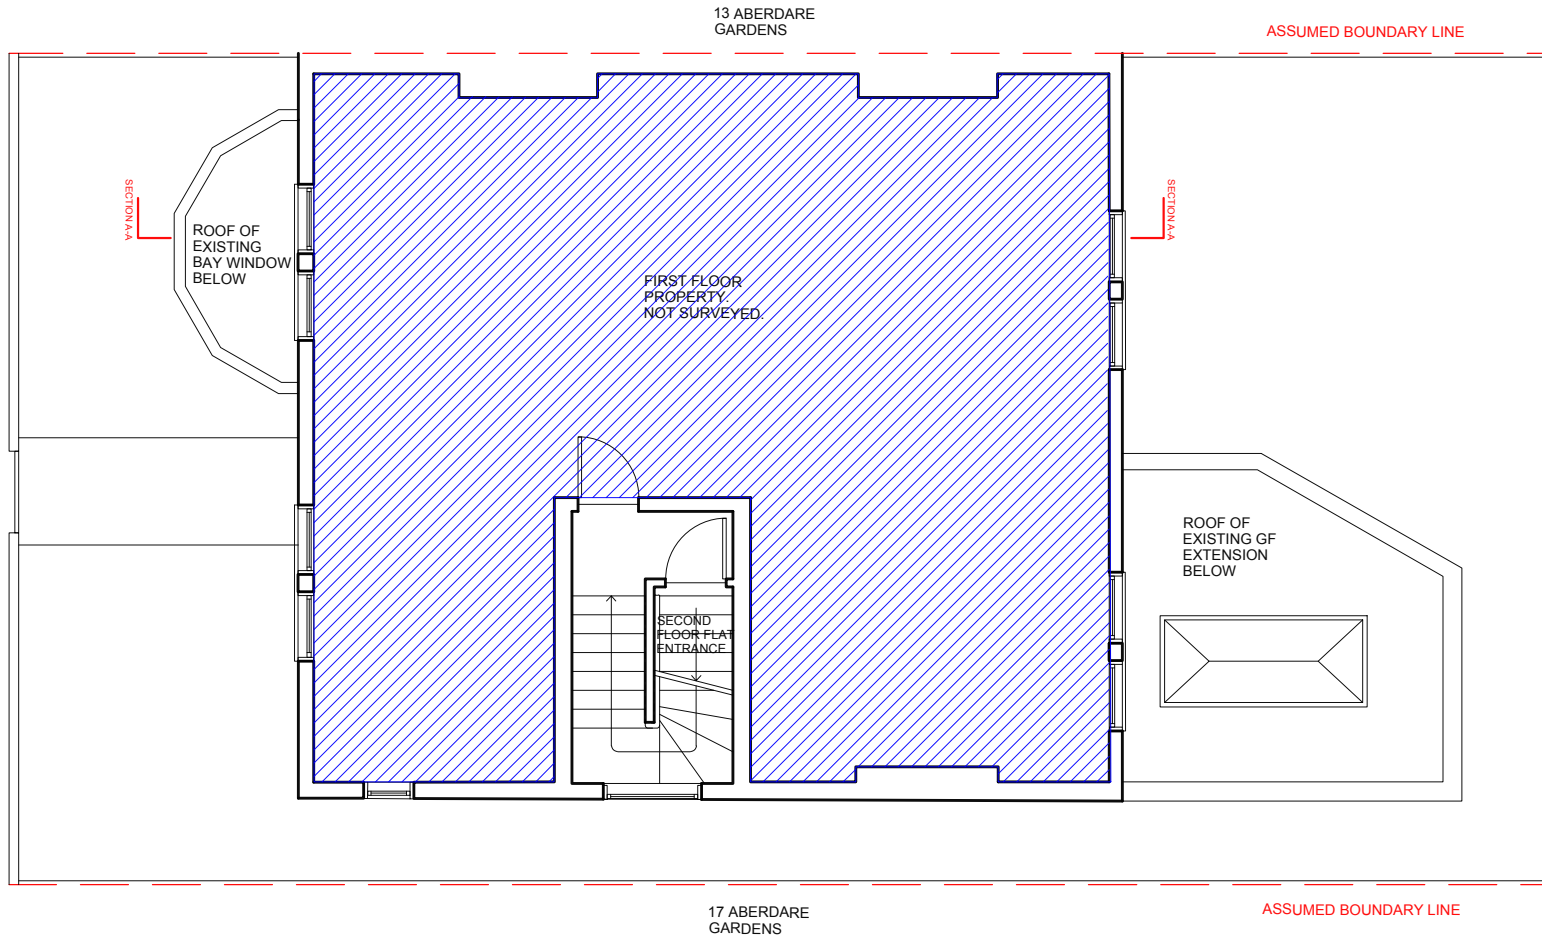 13 ABERDARE
GARDENS
ASSUMED BOUNDARY LINE
SECTION A-A
SECTION A-A
ROOF OF
EXISTING
BAY WINDOW
BELOW
FIRST FLOOR
PROPERTY.
NOT SURVEYED.
ROOF OF
EXISTING GF
EXTENSION
BELOW
SECOND
FLOOR FLAT
ENTRANCE
17 ABERDARE
GARDENS
ASSUMED BOUNDARY LINE